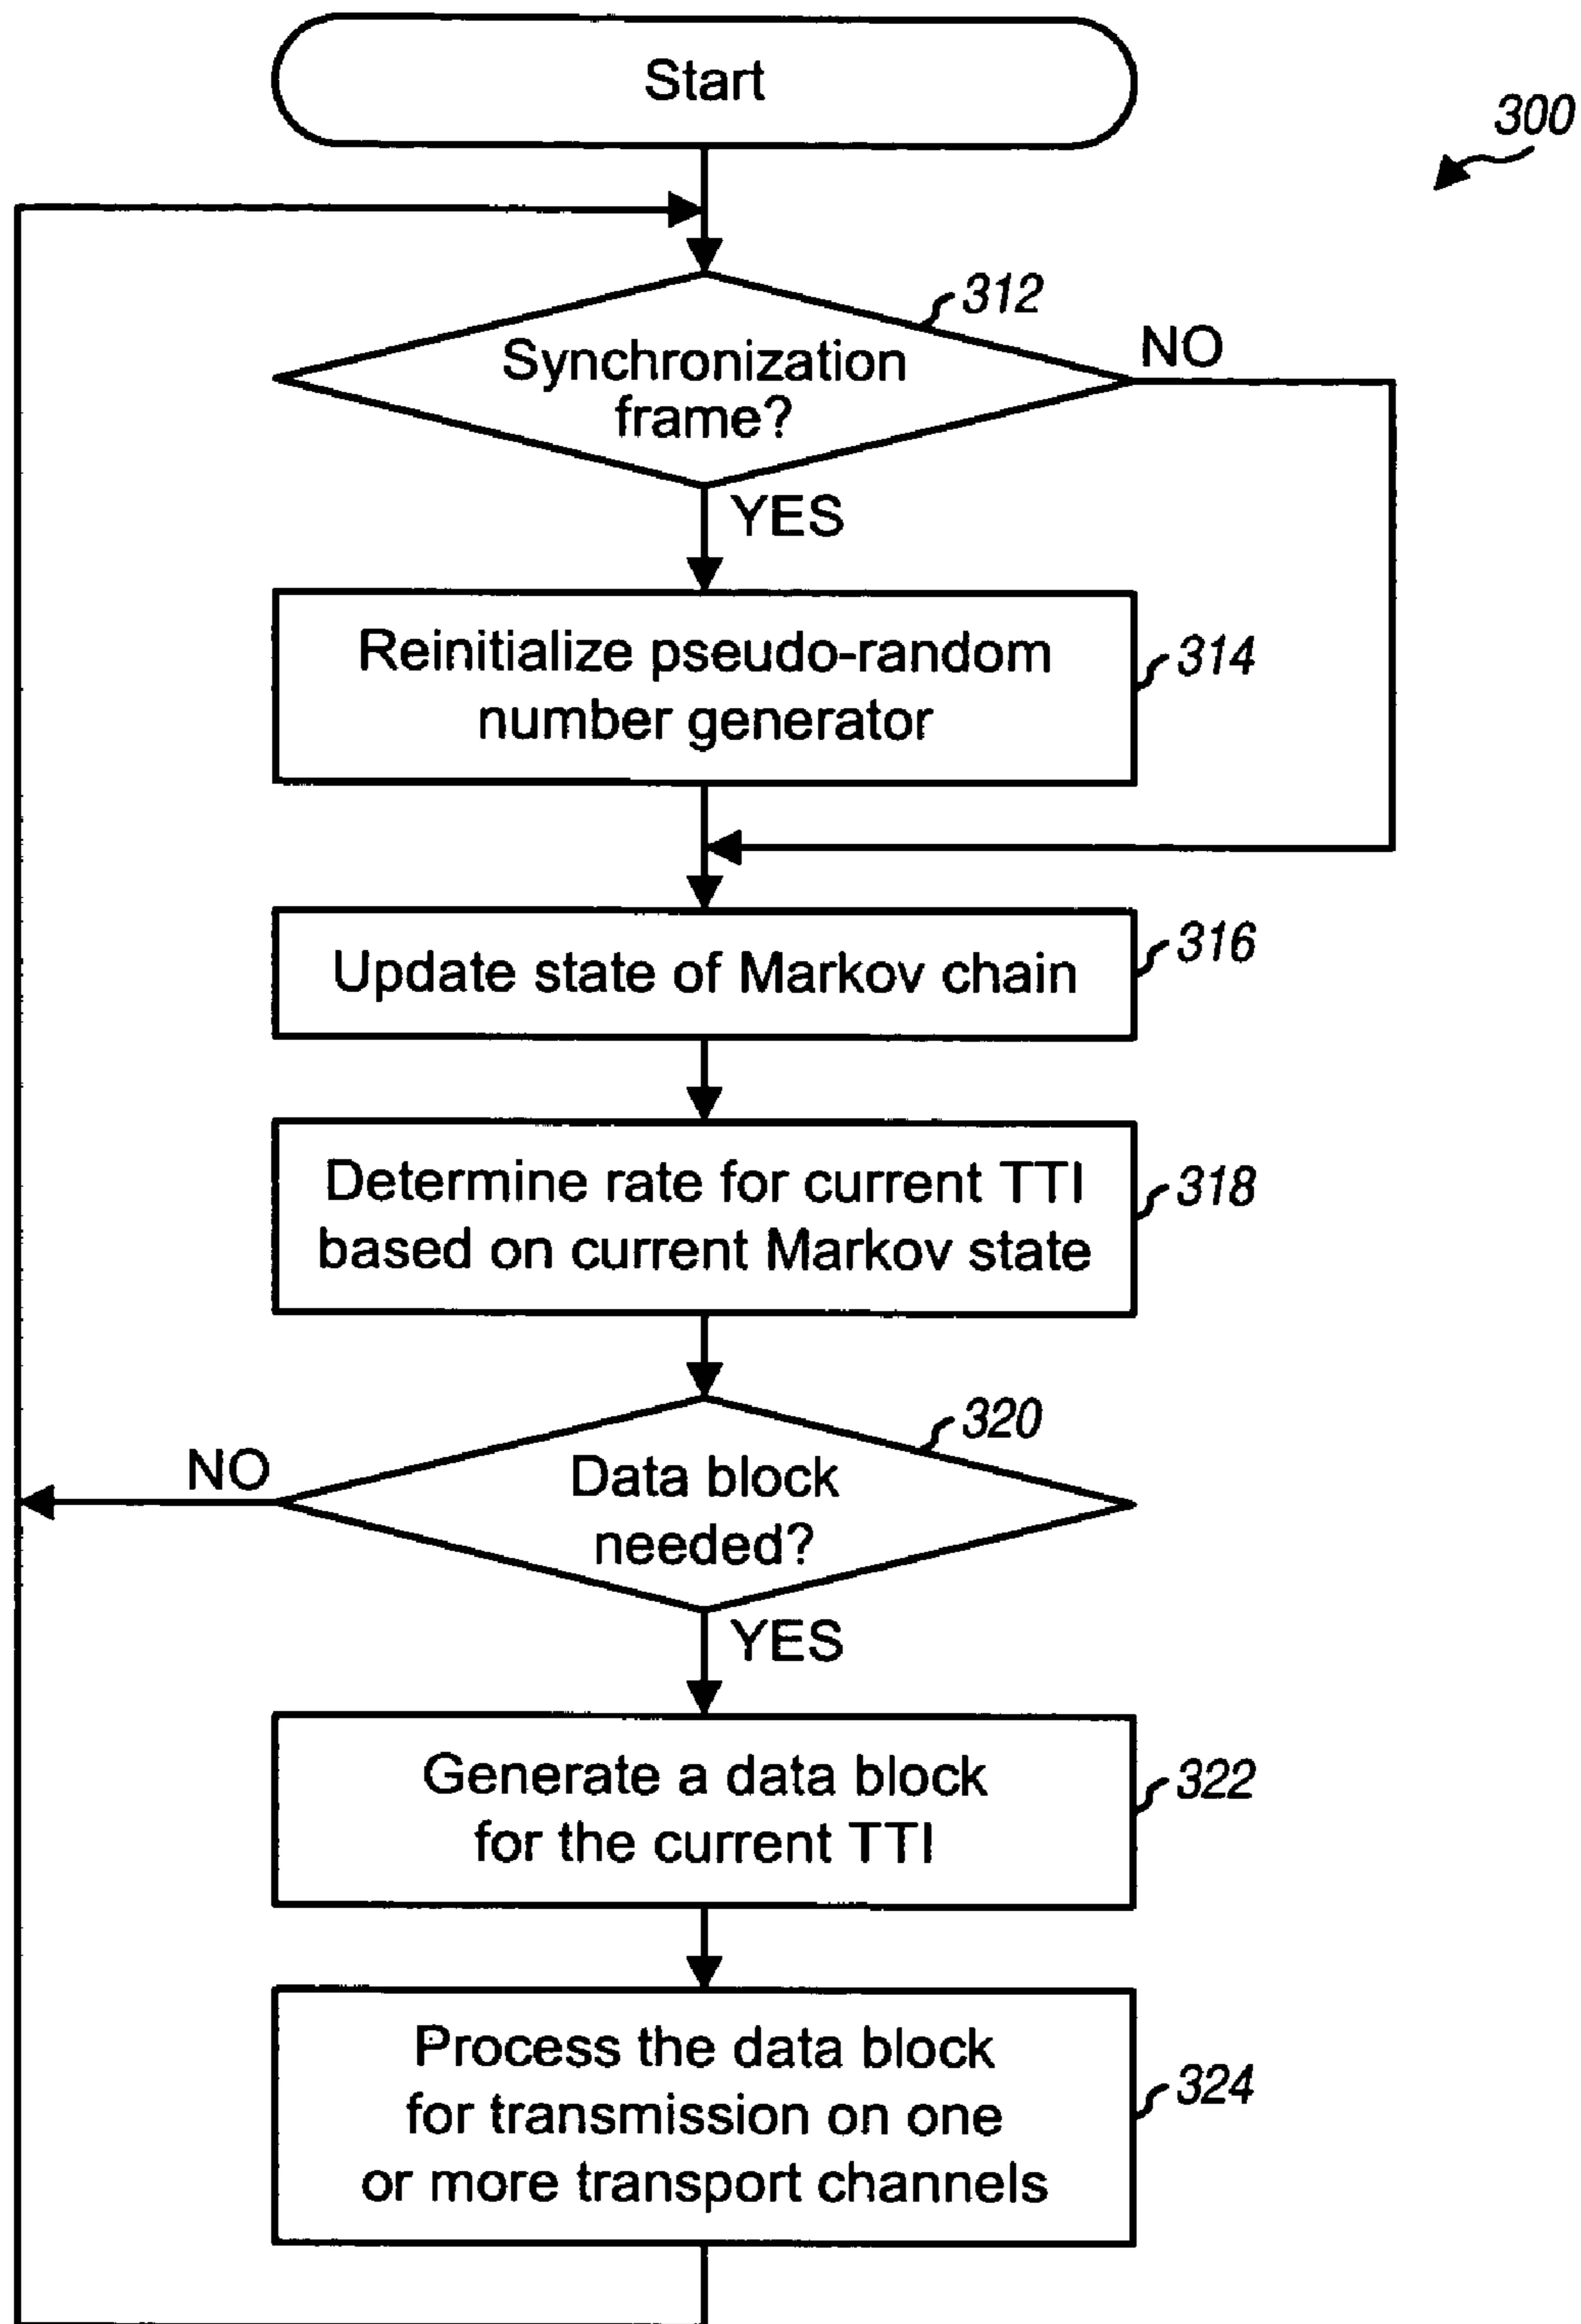 Start
300
312
Synchronization
frame?
NO
YES
Reinitialize pseudo-random
number generator
314
Update state of Markov chain
316
Determine rate for current TTI
based on current Markov state
318
320
NO
Data block
needed?
YES
Generate a data block
for the current TTI
322
Process the data block
for transmission on one
or more transport channels
324